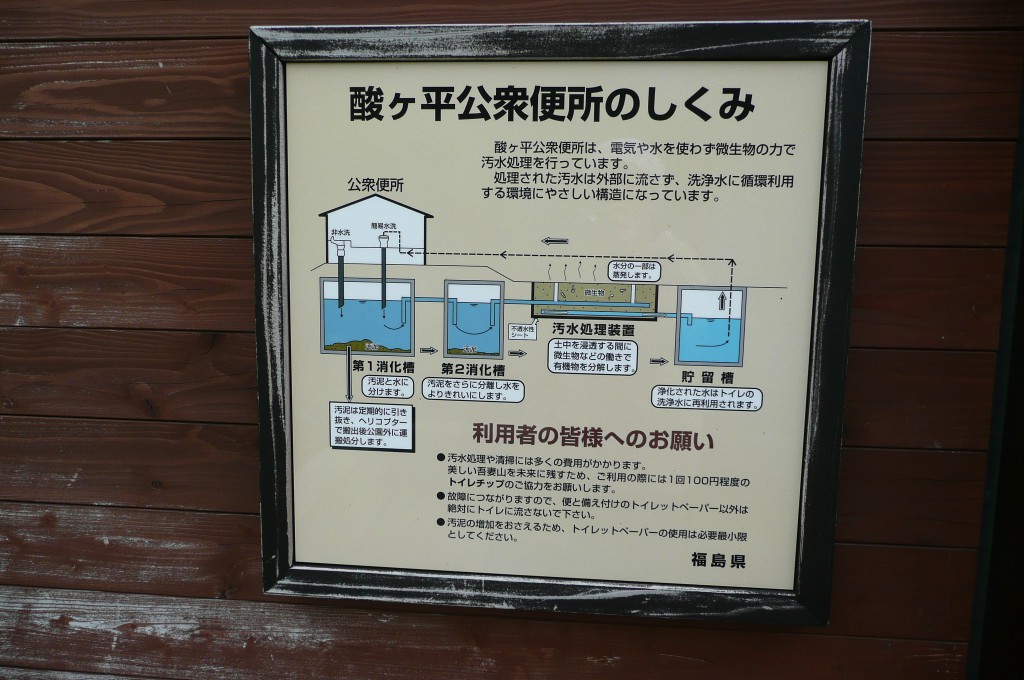 酸ヶ平公衆便所のしくみ
酸ヶ平公衆便所は、電気や水を使わず微生物の力で
汚水処理を行っています。
処理された汚水は外部に流さず、洗浄水に循環利用
する環境にやさしい構造になっています。
公衆便所
非水洗
簡易水洗
水分の一部は
蒸発します。
微生物
不透水性
シート
汚水処理装置
土中を浸透する間に
微生物などの働きで
有機物を分解します。
汚泥
汚泥
第1消化槽
汚泥と水に
分けます。
第2消化槽
汚泥をさらに分離し水を
よりきれいにします。
貯留槽
浄化された水はトイレの
洗浄水に再利用されます。
汚泥は定期的に引き
抜き、ヘリコプター
で搬出後公園外に運
搬処分します。
利用者の皆様へのお願い
●汚水処理や清掃には多くの費用がかかります。
美しい吾妻山を未来に残すため、ご利用の際には1回100円程度の
トイレチップのご協力をお願いします。
●故障につながりますので、便と備え付けのトイレットペーパー以外は
絶対にトイレに流さないで下さい。
●汚泥の増加をおさえるため、トイレットペーパーの使用は必要最小限
としてください。
福島県